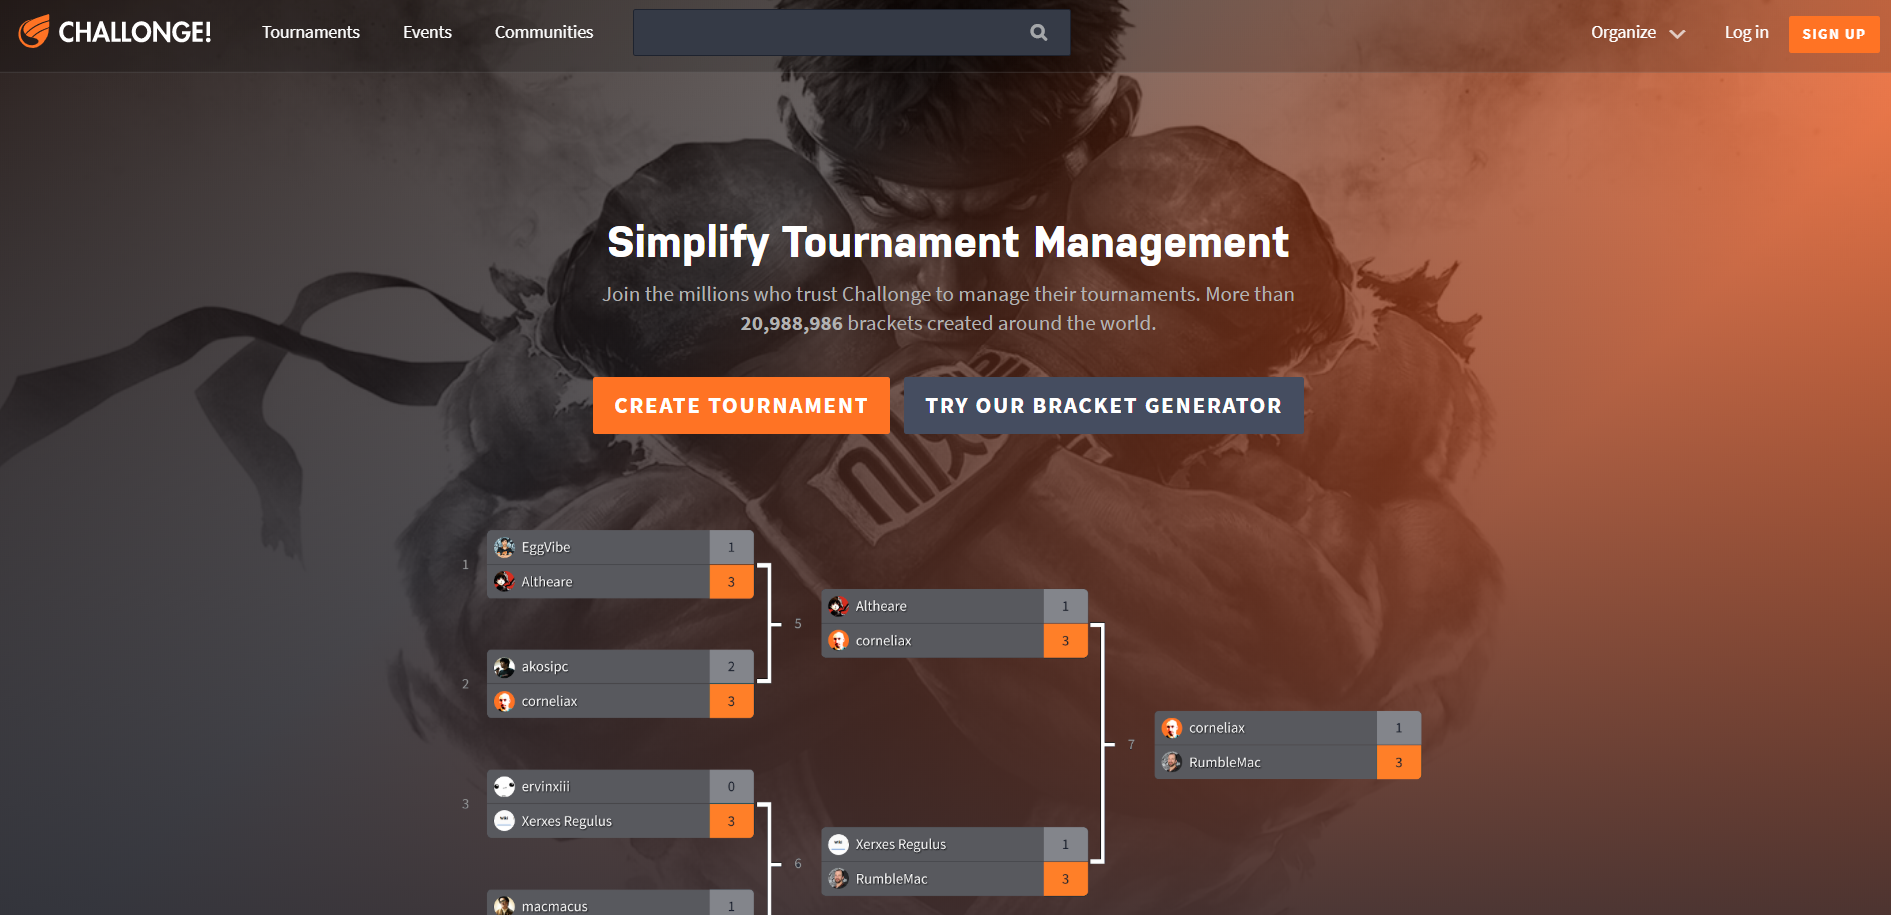 CHALLONGE!
Tournaments
Events
Communities
Organize
Log in
SIGN UP
Simplify Tournament Management
Join the millions who trust Challonge to manage their tournaments. More than
20,988,986 brackets created around the world.
CREATE TOURNAMENT
TRY OUR BRACKET GENERATOR
1
EggVibe 1
Altheare 3
2
akosipc 2
corneliax 3
3
ervinxiii 0
Xerxes Regulus 3
macmacus 1
5
Altheare 1
corneliax 3
6
Xerxes Regulus 1
RumbleMac 3
7
corneliax 1
RumbleMac 3